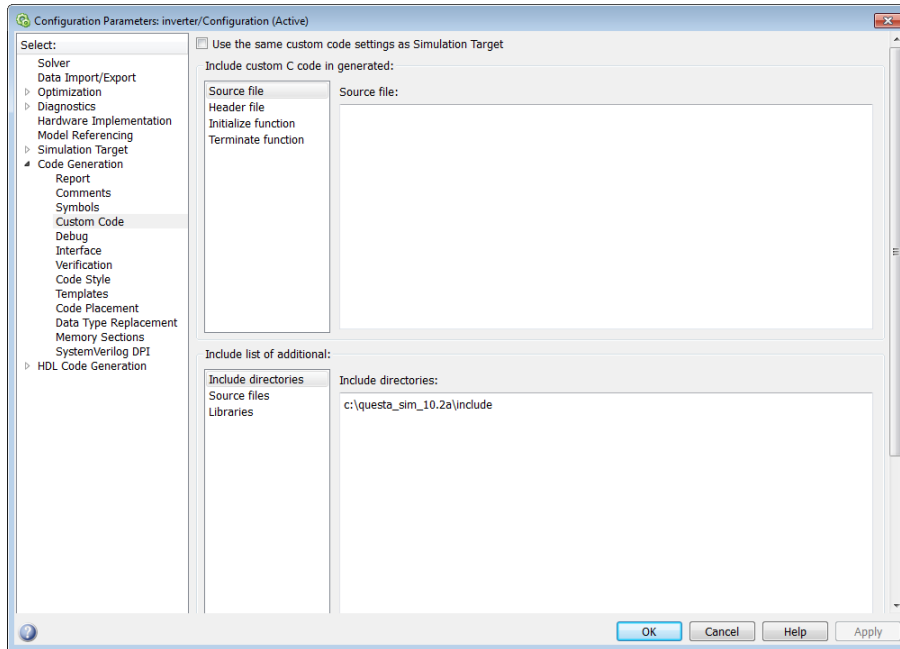 Configuration Parameters: inverter/Configuration (Active)
Select:
Solver
Data Import/Export
Optimization
Diagnostics
Hardware Implementation
Model Referencing
Simulation Target
Code Generation
Report
Comments
Symbols
Custom Code
Debug
Interface
Verification
Code Style
Templates
Code Placement
Data Type Replacement
Memory Sections
SystemVerilog DPI
HDL Code Generation
Use the same custom code settings as Simulation Target
Include custom C code in generated:
Source file
Header file
Initialize function
Terminate function
Source file:
Include list of additional:
Include directories
Source files
Libraries
Include directories:
c:\questa_sim_10.2a\include
OK
Cancel
Help
Apply